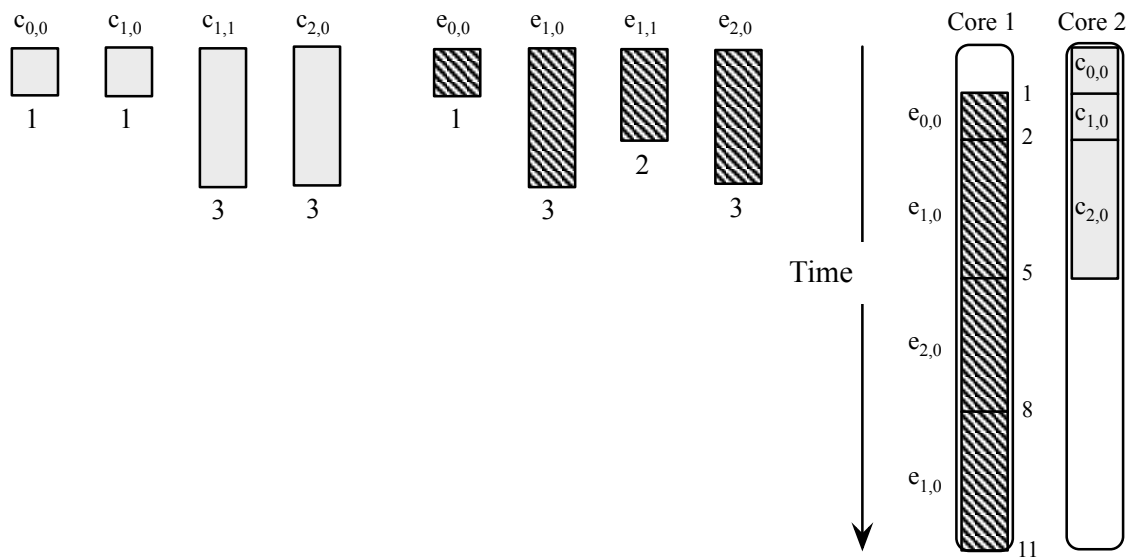 c0,0 c1,0 c1,1 c2,0 e0,0 e1,0 e1,1 e2,0
1 1 3 3 1 3 2 3
Time
Core 1 Core 2
c0,0
1
e0,0 c1,0
2
e1,0 c2,0
5
e2,0
8
e1,0
11